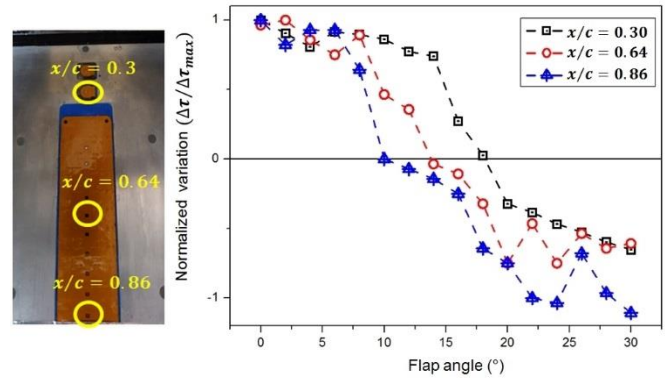 x/c = 0.3
x/c = 0.64
x/c = 0.86
Normalized variation (Δτ/Δτmax)
1
0
-1
0
5
10
15
20
25
30
Flap angle (°)
x/c = 0.30
x/c = 0.64
x/c = 0.86